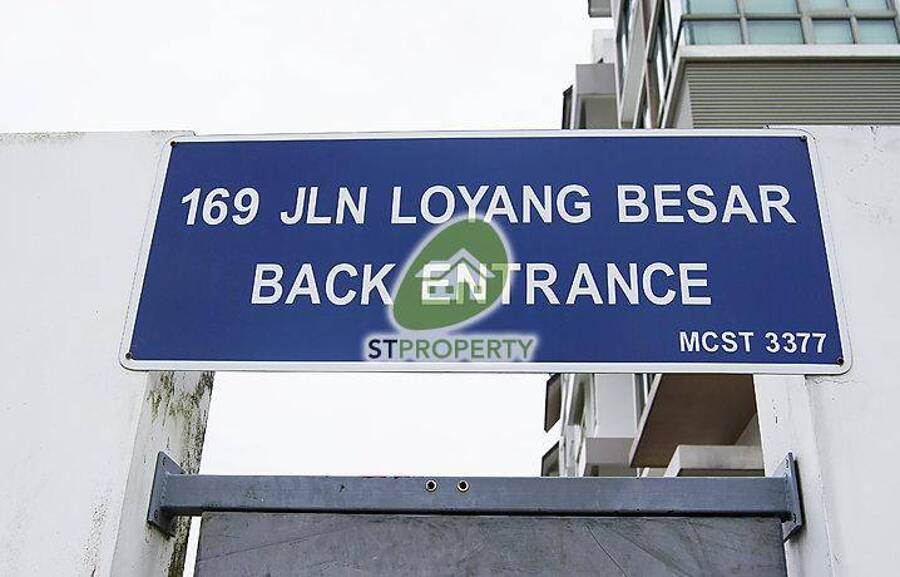 169 JLN LOYANG BESAR
BACK ENTRANCE
STPROPERTY
MCST 3377